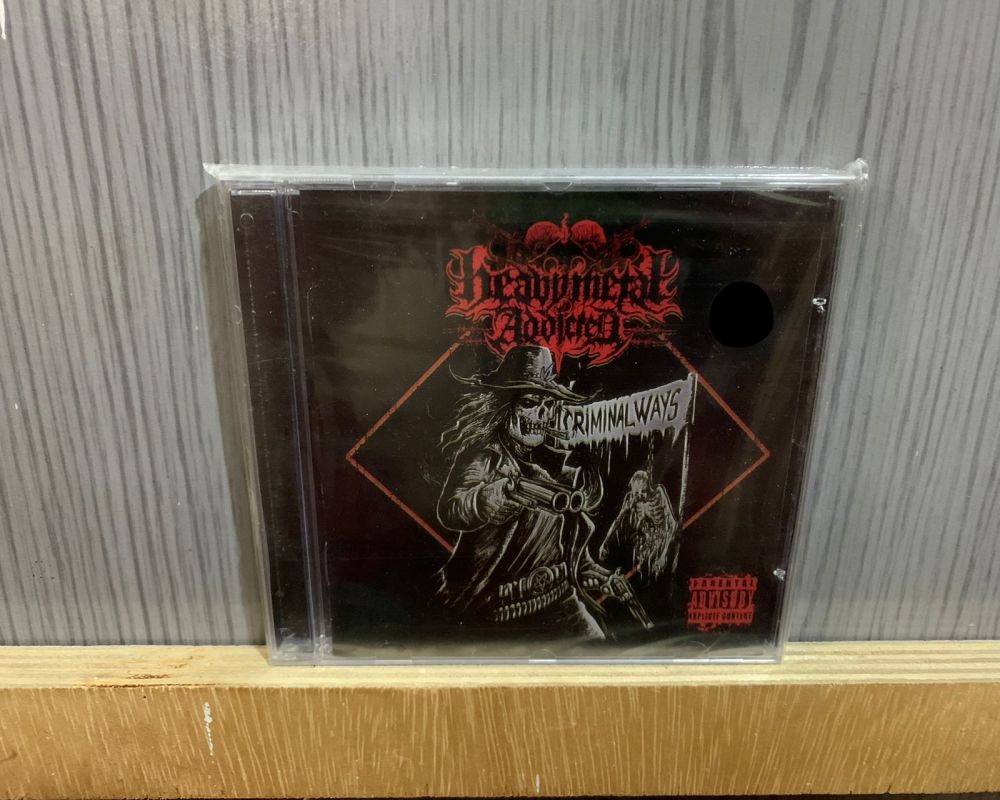 Heavy metal
Addicted
CRIMINAL WAYS
PARENTAL
ADVISORY
EXPLICIT CONTENT